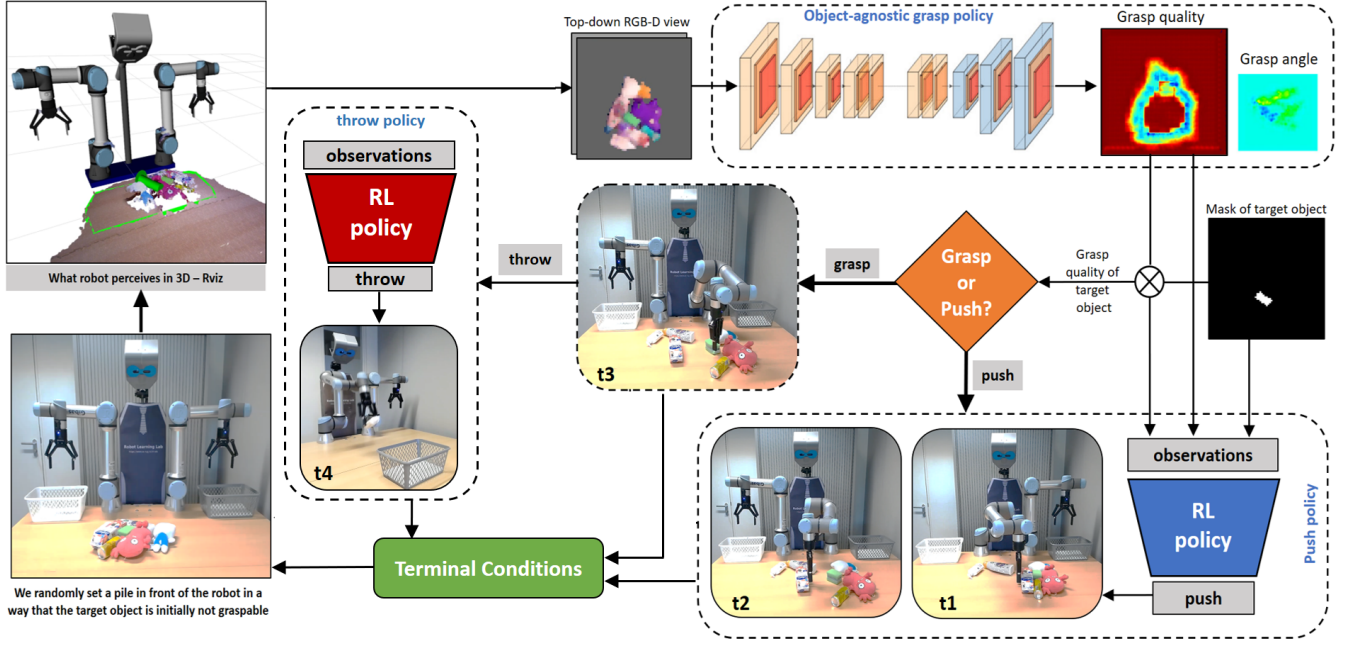 Top-down RGB-D view
Object-agnostic grasp policy
Grasp quality
Grasp angle
throw policy
observations
RL
policy
throw
throw
t3
grasp
Grasp
or
Push?
Grasp
quality of
target
object
Mask of target object
What robot perceives in 3D – Rviz
push
t4
Robot Learning Lab
We randomly set a pile in front of the robot in a
way that the target object is initially not graspable
Terminal Conditions
t2
t1
observations
RL
policy
push
Push policy